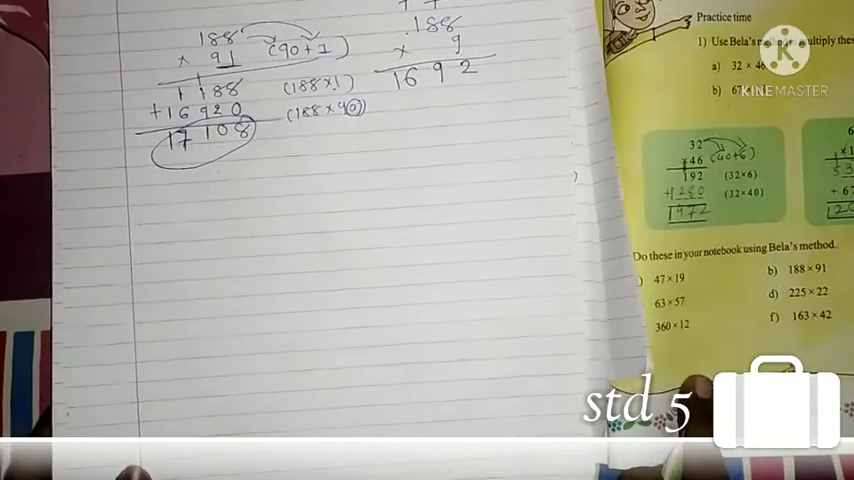 188
× 91 (90+1)
188 (188×1)
+16920 (188×90)
17108
188
× 9
1692
Practice time
1) Use Bela's method to multiply these
a) 32 × 46
b) 67
KINEMASTER
32
×46 (40+6)
192 (32×6)
+1280 (32×40)
1472
Do these in your notebook using Bela's method.
47×19
b) 188×91
63×57
d) 225×22
360×12
f) 163×42
std 5